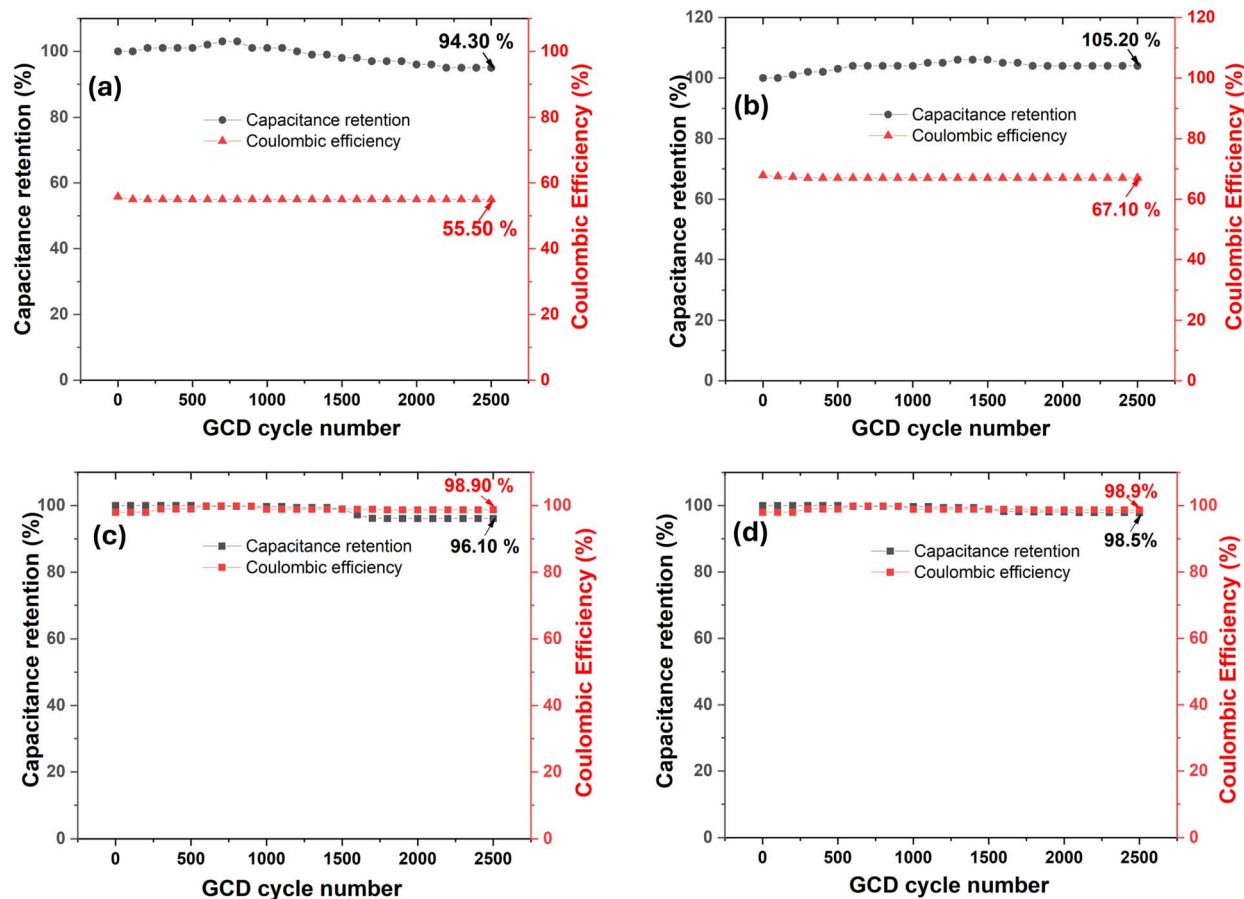 (a)
94.30 %
Capacitance retention
Coulombic efficiency
55.50 %
Capacitance retention (%)
100
80
60
40
20
0
Coulombic Efficiency (%)
100
80
60
40
20
0
0 500 1000 1500 2000 2500
GCD cycle number
(b)
105.20 %
Capacitance retention
Coulombic efficiency
67.10 %
Capacitance retention (%)
120
100
80
60
40
20
0
Coulombic Efficiency (%)
120
100
80
60
40
20
0
0 500 1000 1500 2000 2500
GCD cycle number
(c)
98.90 %
96.10 %
Capacitance retention
Coulombic efficiency
Capacitance retention (%)
100
80
60
40
20
0
Coulombic Efficiency (%)
100
80
60
40
20
0
0 500 1000 1500 2000 2500
GCD cycle number
(d)
98.9%
98.5%
Capacitance retention
Coulombic efficiency
Capacitance retention (%)
100
80
60
40
20
0
Coulombic Efficiency (%)
100
80
60
40
20
0
0 500 1000 1500 2000 2500
GCD cycle number